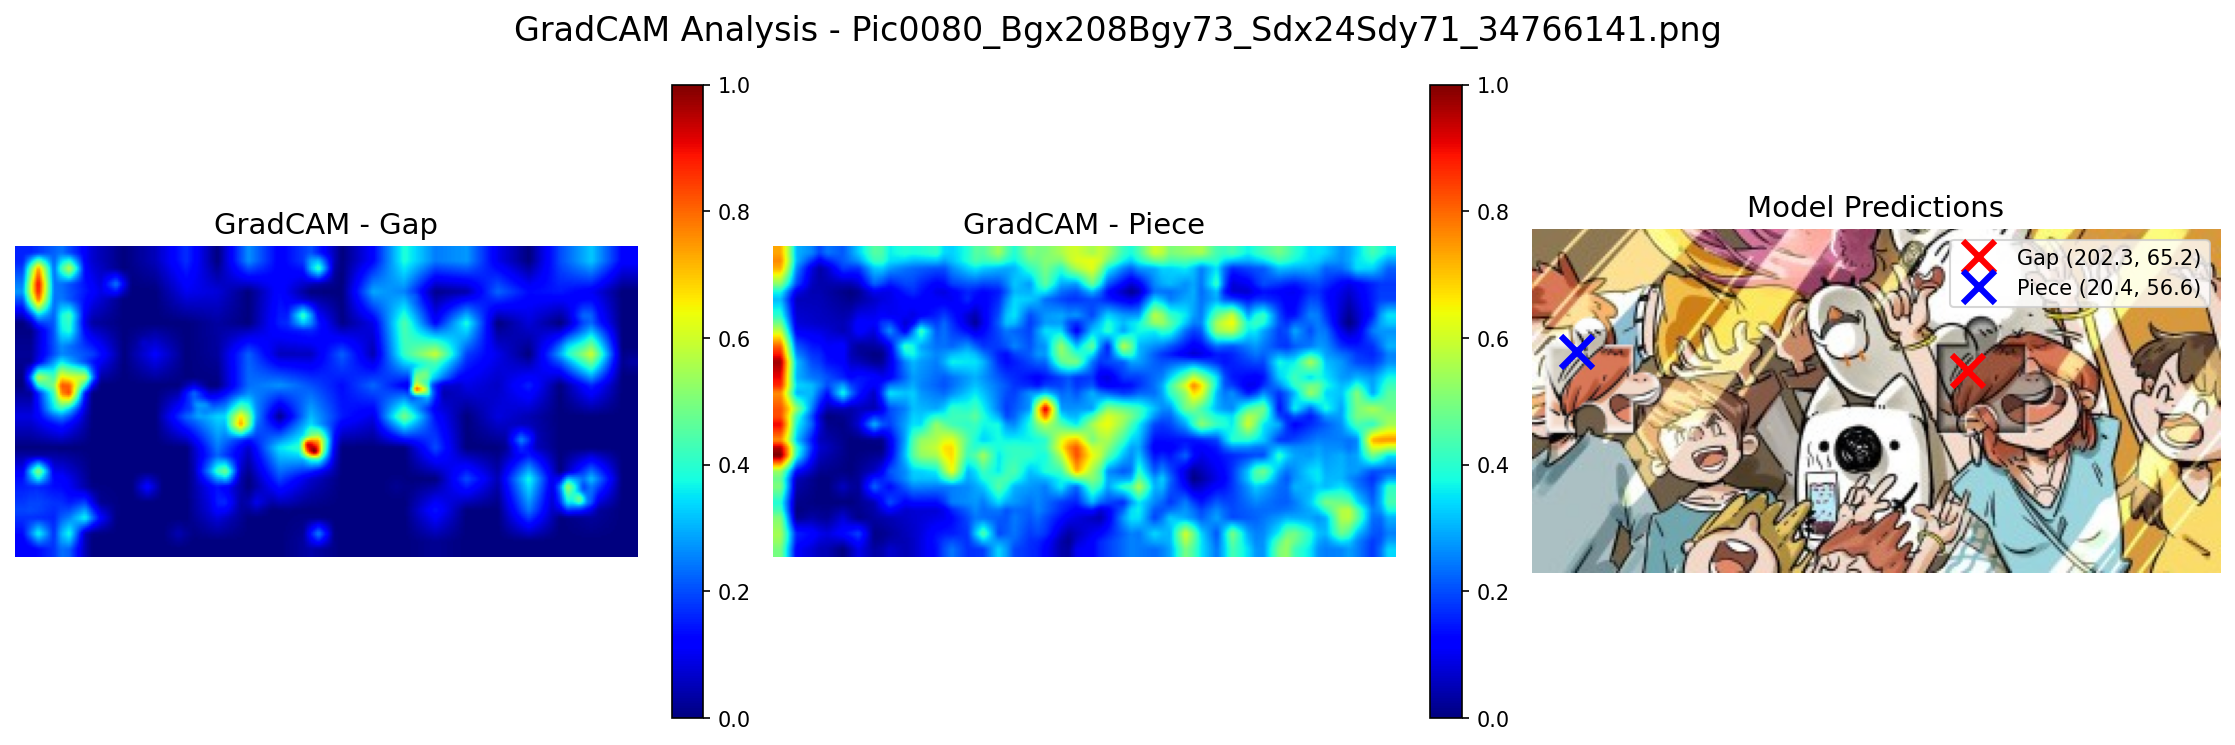 GradCAM Analysis - Pic0080_Bgx208Bgy73_Sdx24Sdy71_34766141.png
GradCAM - Gap
1.0
0.8
0.6
0.4
0.2
0.0
GradCAM - Piece
1.0
0.8
0.6
0.4
0.2
0.0
Model Predictions
Gap (202.3, 65.2)
Piece (20.4, 56.6)